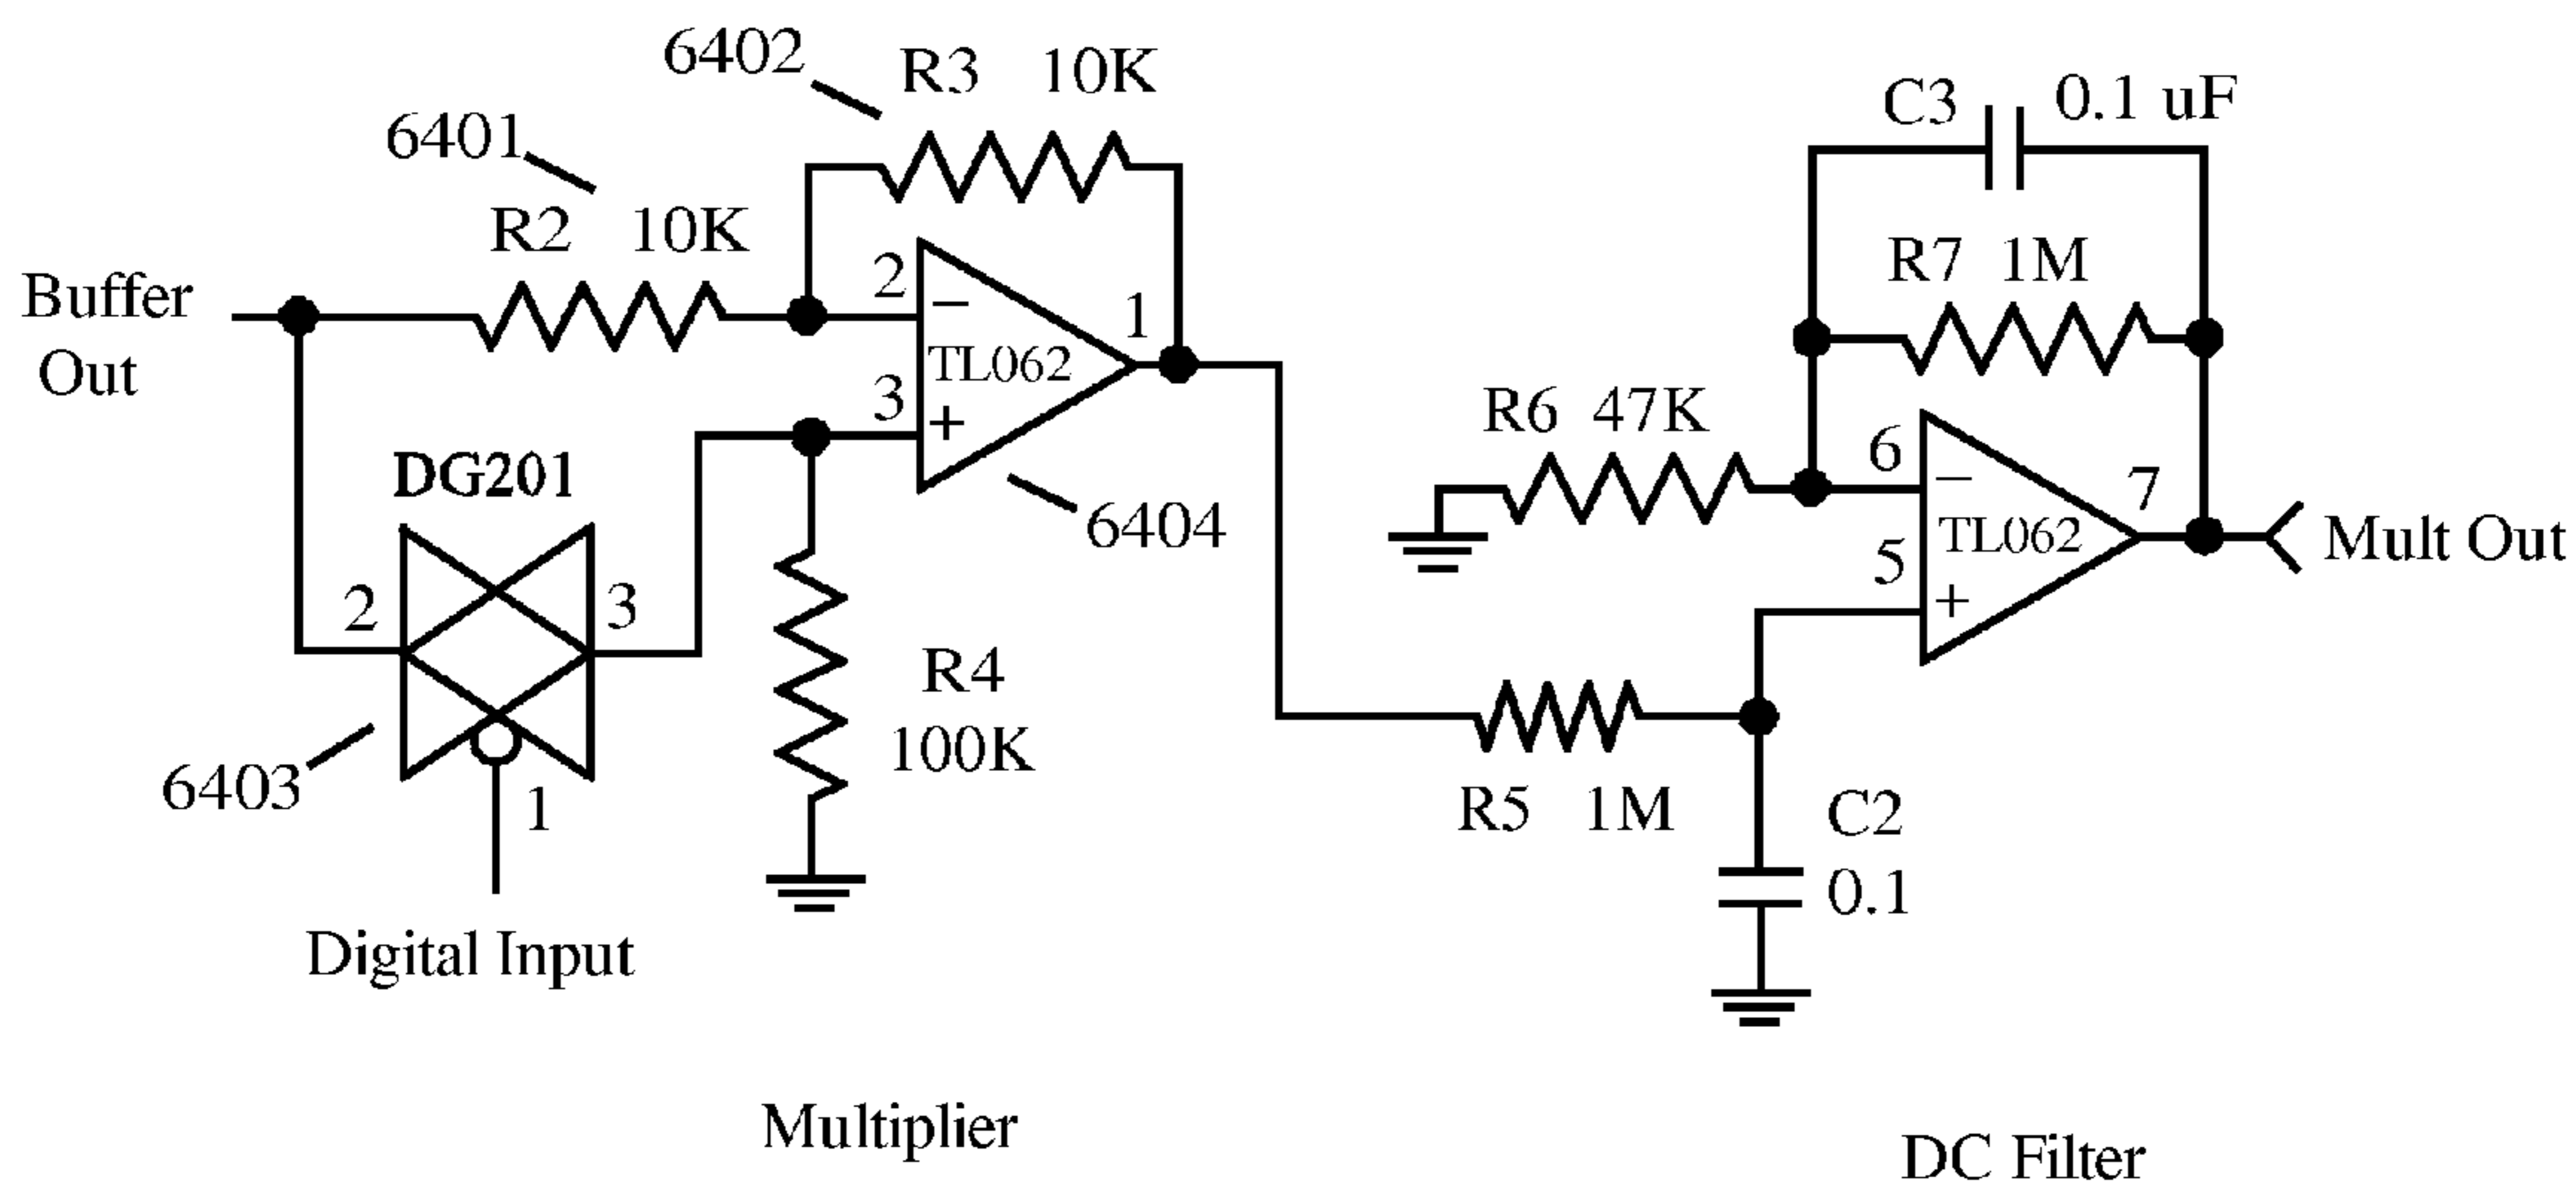 6402
R3 10K
C3 0.1 uF
6401
R2 10K
R7 1M
Buffer
Out
2
1
TL062
3
R6 47K
6
7
TL062
5
Mult Out
DG201
6404
2
3
R4
100K
6403
1
R5 1M
C2
0.1
Digital Input
Multiplier
DC Filter